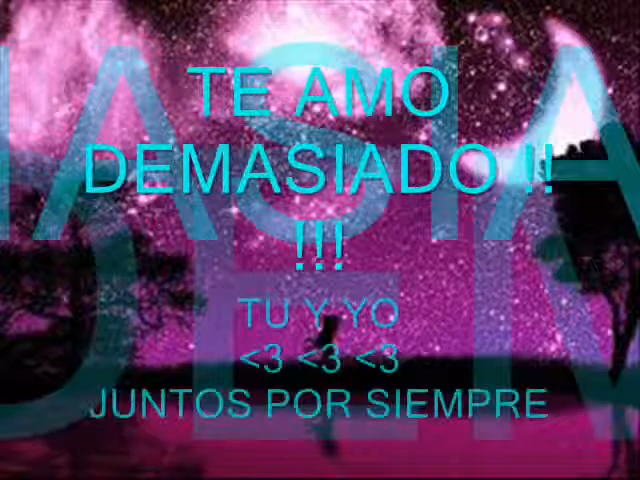 TE AMO
DEMASIADO !!
!!!
TU Y YO
<3 <3 <3
JUNTOS POR SIEMPRE